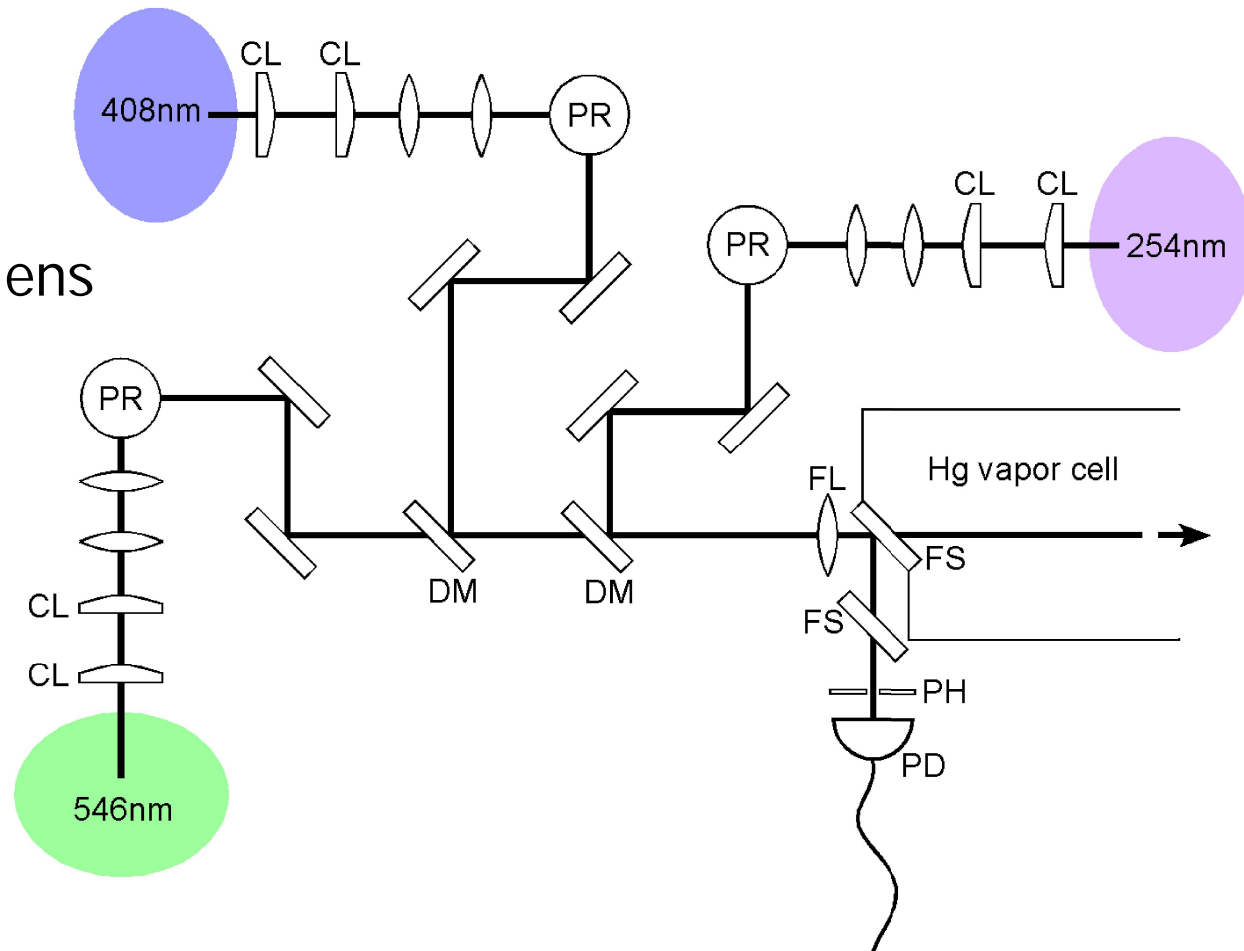 CL CL
408nm
PR
CL CL
PR
254nm
ens
PR
Hg vapor cell
FL
FS
DM DM
FS
CL
CL
PH
PD
546nm